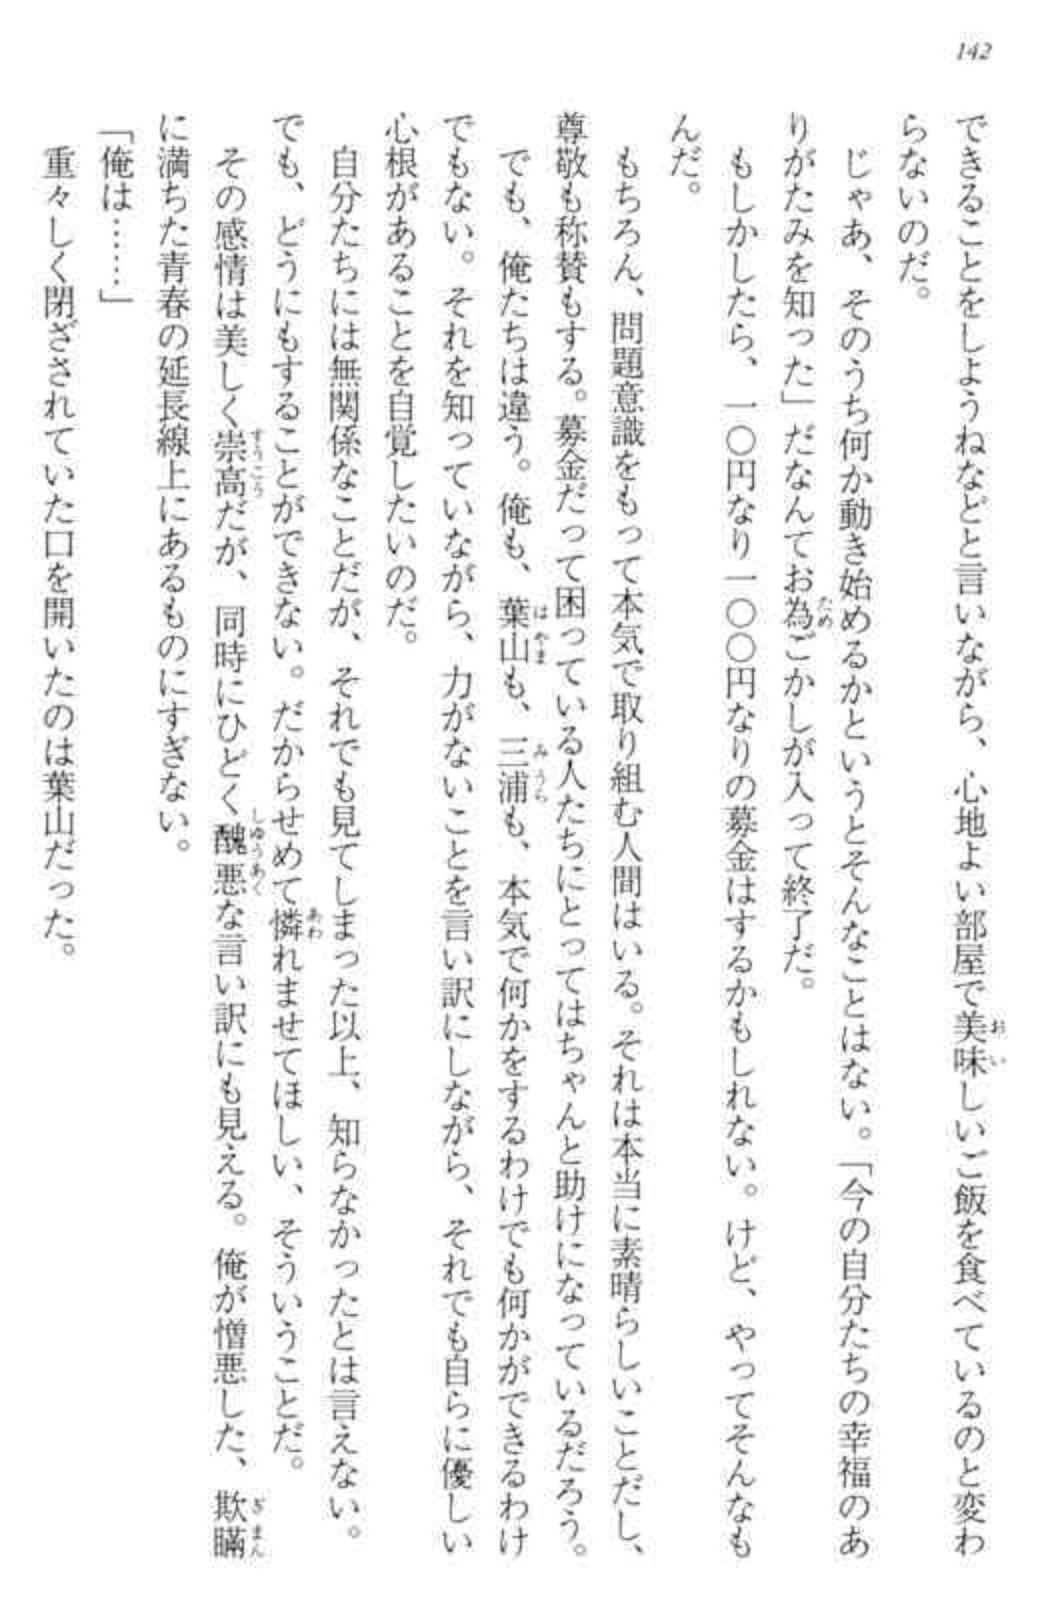 142
できることをしようねなどと言いながら、心地よい部屋で美味しいご飯を食べているのと変わ
らないのだ。
じゃあ、そのうち何か動き始めるかというとそんなことはない。「今の自分たちの幸福のあ
りがたみを知った」だなんてお為ごかしが入って終了だ。
もしかしたら、一〇円なり一〇〇円なりの募金はするかもしれない。けど、やってそんなも
んだ。
もちろん、問題意識をもって本気で取り組む人間はいる。それは本当に素晴らしいことだし、
尊敬も称賛もする。募金だって困っている人たちにとってはちゃんと助けになっているだろう。
でも、俺たちは違う。俺も、葉山も、三浦も、本気で何かをするわけでも何かができるわけ
でもない。それを知っていながら、力がないことを言い訳にしながら、それでも自らに優しい
心根があることを自覚したいのだ。
自分たちには無関係なことだが、それでも見てしまった以上、知らなかったとは言えない。
でも、どうにもすることができない。だからせめて憐れませてほしい、そういうことだ。
その感情は美しく崇高だが、同時にひどく醜悪な言い訳にも見える。俺が憎悪した、欺瞞
に満ちた青春の延長線上にあるものにすぎない。
「俺は……」
重々しく閉ざされていた口を開いたのは葉山だった。